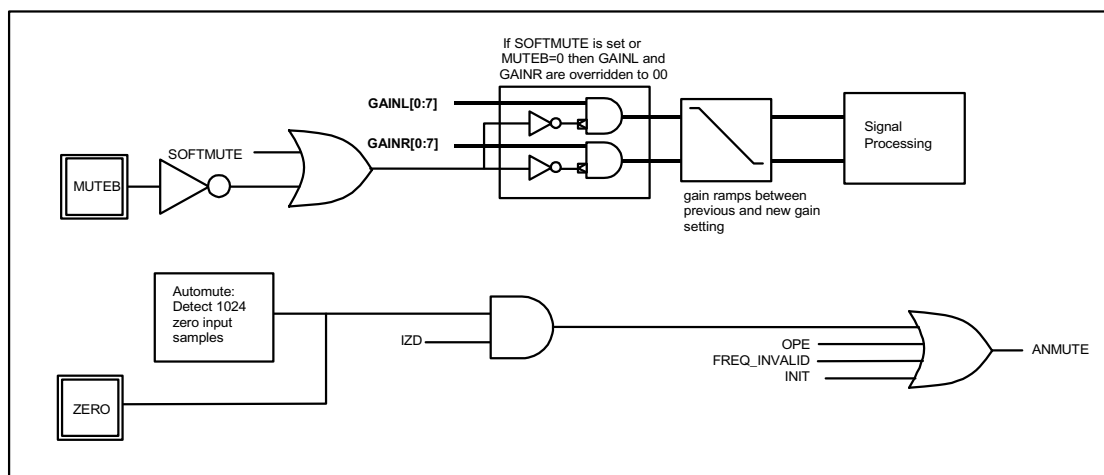 If SOFTMUTE is set or
MUTEB=0 then GAINL and
GAINR are overridden to 00
GAINL[0:7]
GAINR[0:7]
SOFTMUTE
MUTEB
Signal
Processing
gain ramps between
previous and new gain
setting
Automute:
Detect 1024
zero input
samples
IZD
OPE
FREQ_INVALID
INIT
ANMUTE
ZERO